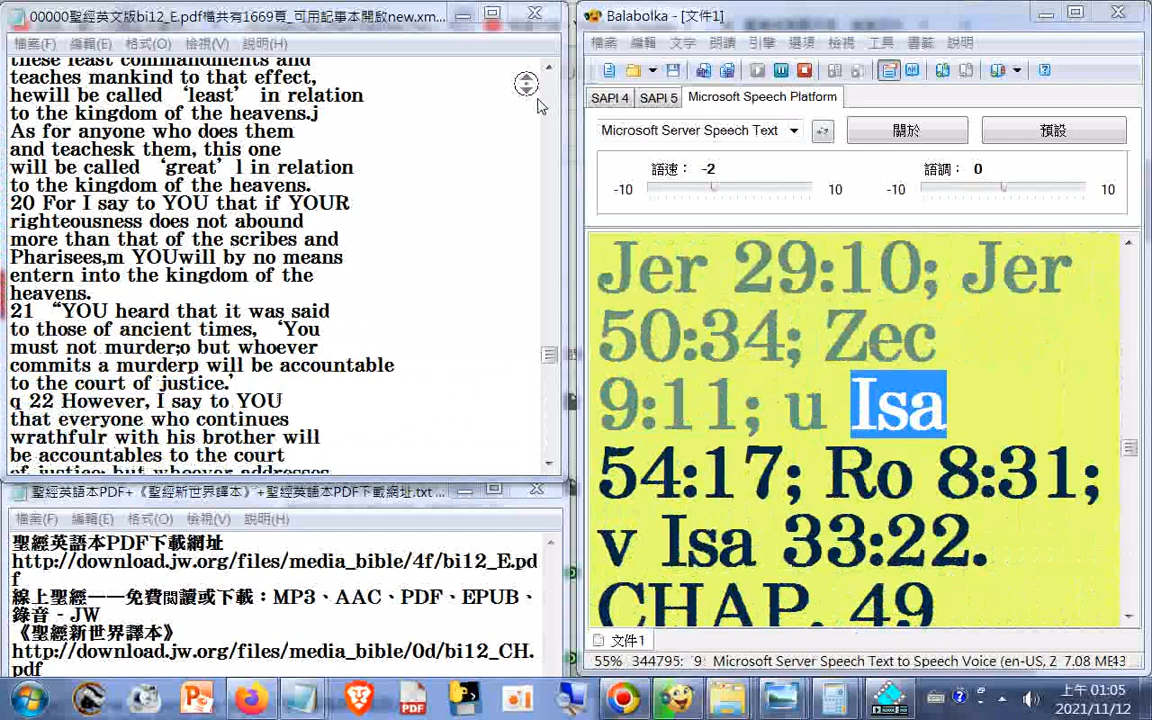 00000聖經英文版bi12_E.pdf檔共有1669頁_可用記事本開啟new.xm...
檔案(F) 編輯(E) 格式(O) 檢視(V) 說明(H)
these least commandments and
teaches mankind to that effect,
hewill be called ‘least’ in relation
to the kingdom of the heavens.j
As for anyone who does them
and teachesk them, this one
will be called ‘great’ l in relation
to the kingdom of the heavens.
20 For I say to YOU that if YOUR
righteousness does not abound
more than that of the scribes and
Pharisees,m YOUwill by no means
entern into the kingdom of the
heavens.
21 “YOU heard that it was said
to those of ancient times, ‘You
must not murder;o but whoever
commits a murderp will be accountable
to the court of justice.’
q 22 However, I say to YOU
that everyone who continues
wrathfulr with his brother will
be accountables to the court
of justice; but whoever addresses
聖經英語本PDF+《聖經新世界譯本》+聖經英語本PDF下載網址.txt ...
檔案(F) 編輯(E) 格式(O) 檢視(V) 說明(H)
聖經英語本PDF下載網址
http://download.jw.org/files/media_bible/4f/bi12_E.pd
f
線上聖經——免費閱讀或下載：MP3、AAC、PDF、EPUB、
錄音 - JW
《聖經新世界譯本》
http://download.jw.org/files/media_bible/0d/bi12_CH.
pdf
Balabolka - [文件1]
檔案 編輯 文字 朗讀 引擎 選項 檢視 工具 書籤 說明
SAPI 4 SAPI 5 Microsoft Speech Platform
Microsoft Server Speech Text 關於 預設
語速： -2 語調： 0
-10 10 -10 10
Jer 29:10; Jer
50:34; Zec
9:11; u Isa
54:17; Ro 8:31;
v Isa 33:22.
CHAP. 49
文件1
55% 344795: '9' Microsoft Server Speech Text to Speech Voice (en-US, Z 7.08 MB
上午 01:05
2021/11/12